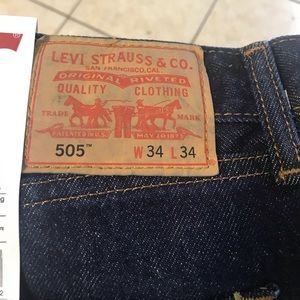 LEVI STRAUSS & CO.
SAN FRANCISCO, CAL.
ORIGINAL RIVETED
QUALITY CLOTHING
TRADE MARK
PATENTED IN U.S. MAY 20 1873
505™ W 34 L 34